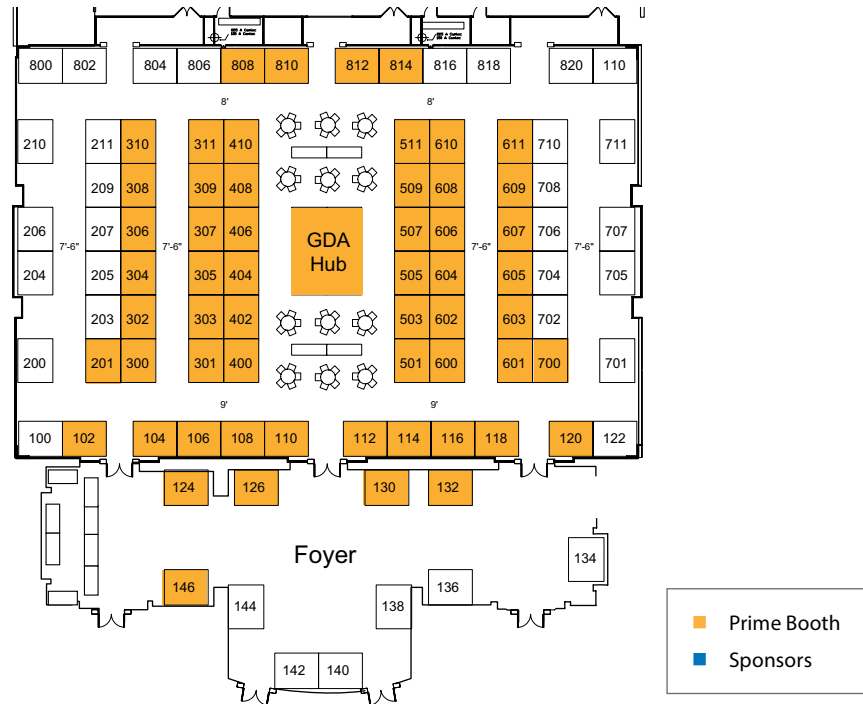 800 802 804 806 808 810 812 814 816 818 820 110
8' 8'
210 211 310 311 410 511 610 611 710 711
209 308 309 408 509 608 609 708
206 7'-6" 207 306 7'-6" 307 406 GDA 507 606 7'-6" 607 706 7'-6" 707
Hub
204 205 304 305 404 505 604 605 704 705
203 302 303 402 503 602 603 702
200 201 300 301 400 501 600 601 700 701
9' 9'
100 102 104 106 108 110 112 114 116 118 120 122
124 126 130 132
Foyer 134
146 144 138 136
142 140
Prime Booth
Sponsors